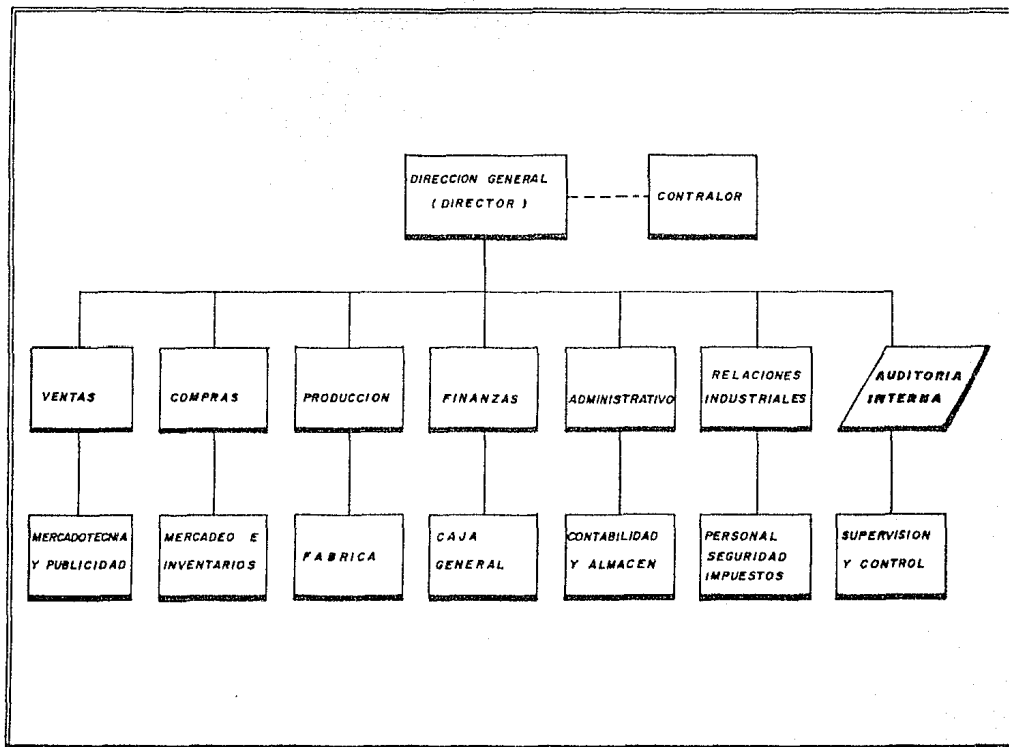 DIRECCION GENERAL
( DIRECTOR )
CONTRALOR
VENTAS
COMPRAS
PRODUCCION
FINANZAS
ADMINISTRATIVO
RELACIONES
INDUSTRIALES
AUDITORIA
INTERNA
MERCADOTECNIA
Y PUBLICIDAD
MERCADEO E
INVENTARIOS
FABRICA
CAJA
GENERAL
CONTABILIDAD
Y ALMACEN
PERSONAL
SEGURIDAD
IMPUESTOS
SUPERVISION
Y CONTROL